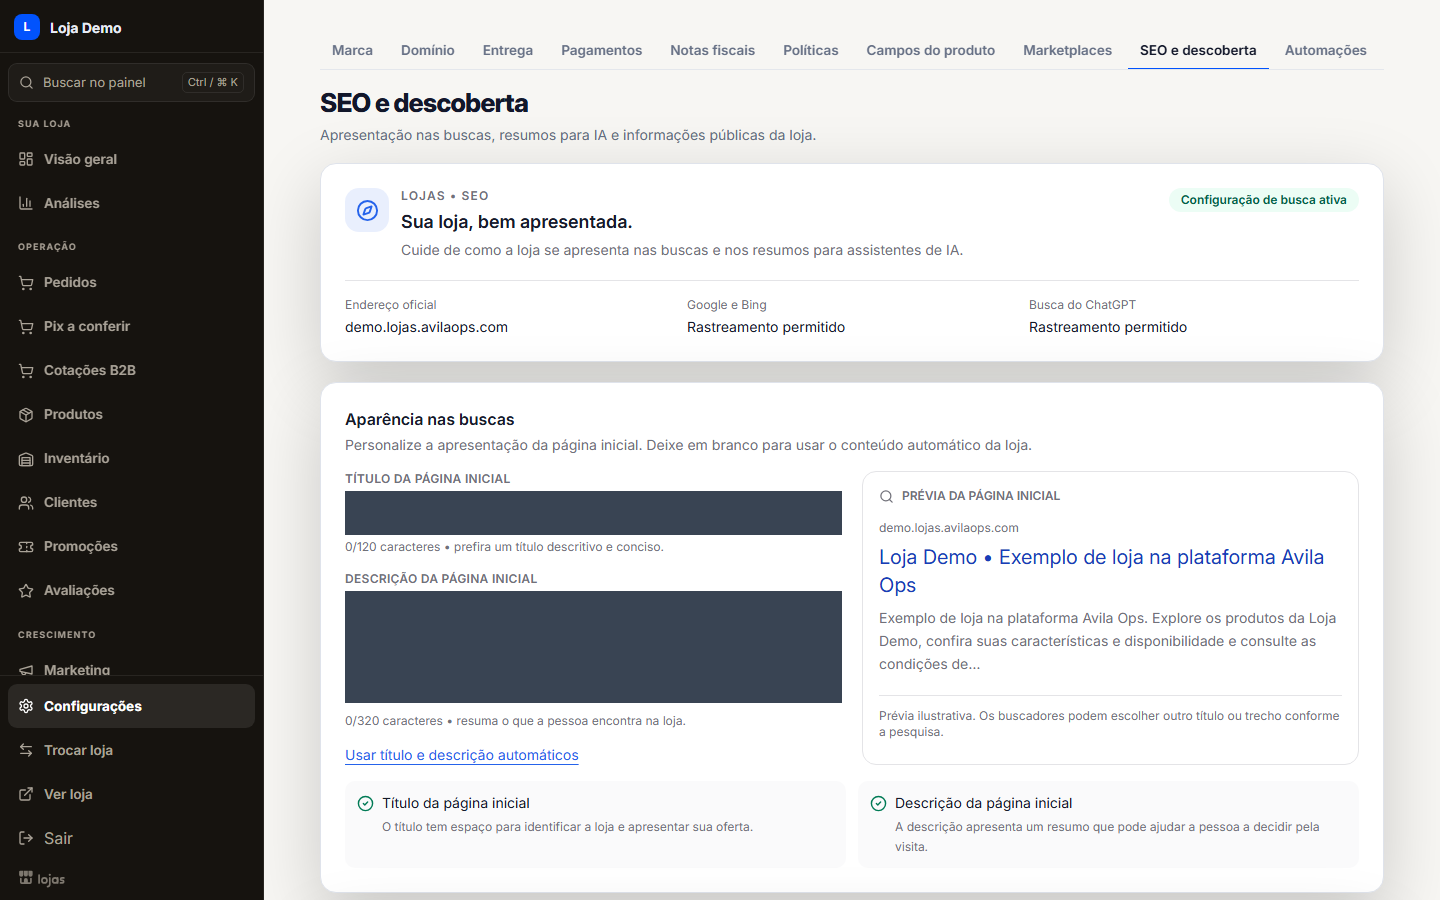 L Loja Demo
Buscar no painel Ctrl / ⌘ K
SUA LOJA
Visão geral
Análises
OPERAÇÃO
Pedidos
Pix a conferir
Cotações B2B
Produtos
Inventário
Clientes
Promoções
Avaliações
CRESCIMENTO
Marketing
Configurações
Trocar loja
Ver loja
Sair
lojas
Marca Domínio Entrega Pagamentos Notas fiscais Políticas Campos do produto Marketplaces SEO e descoberta Automações
SEO e descoberta
Apresentação nas buscas, resumos para IA e informações públicas da loja.
LOJAS • SEO
Configuração de busca ativa
Sua loja, bem apresentada.
Cuide de como a loja se apresenta nas buscas e nos resumos para assistentes de IA.
Endereço oficial
demo.lojas.avilaops.com
Google e Bing
Rastreamento permitido
Busca do ChatGPT
Rastreamento permitido
Aparência nas buscas
Personalize a apresentação da página inicial. Deixe em branco para usar o conteúdo automático da loja.
TÍTULO DA PÁGINA INICIAL
0/120 caracteres • prefira um título descritivo e conciso.
DESCRIÇÃO DA PÁGINA INICIAL
0/320 caracteres • resuma o que a pessoa encontra na loja.
Usar título e descrição automáticos
PRÉVIA DA PÁGINA INICIAL
demo.lojas.avilaops.com
Loja Demo • Exemplo de loja na plataforma Avila
Ops
Exemplo de loja na plataforma Avila Ops. Explore os produtos da Loja
Demo, confira suas características e disponibilidade e consulte as
condições de...
Prévia ilustrativa. Os buscadores podem escolher outro título ou trecho conforme
a pesquisa.
Título da página inicial
O título tem espaço para identificar a loja e apresentar sua oferta.
Descrição da página inicial
A descrição apresenta um resumo que pode ajudar a pessoa a decidir pela
visita.